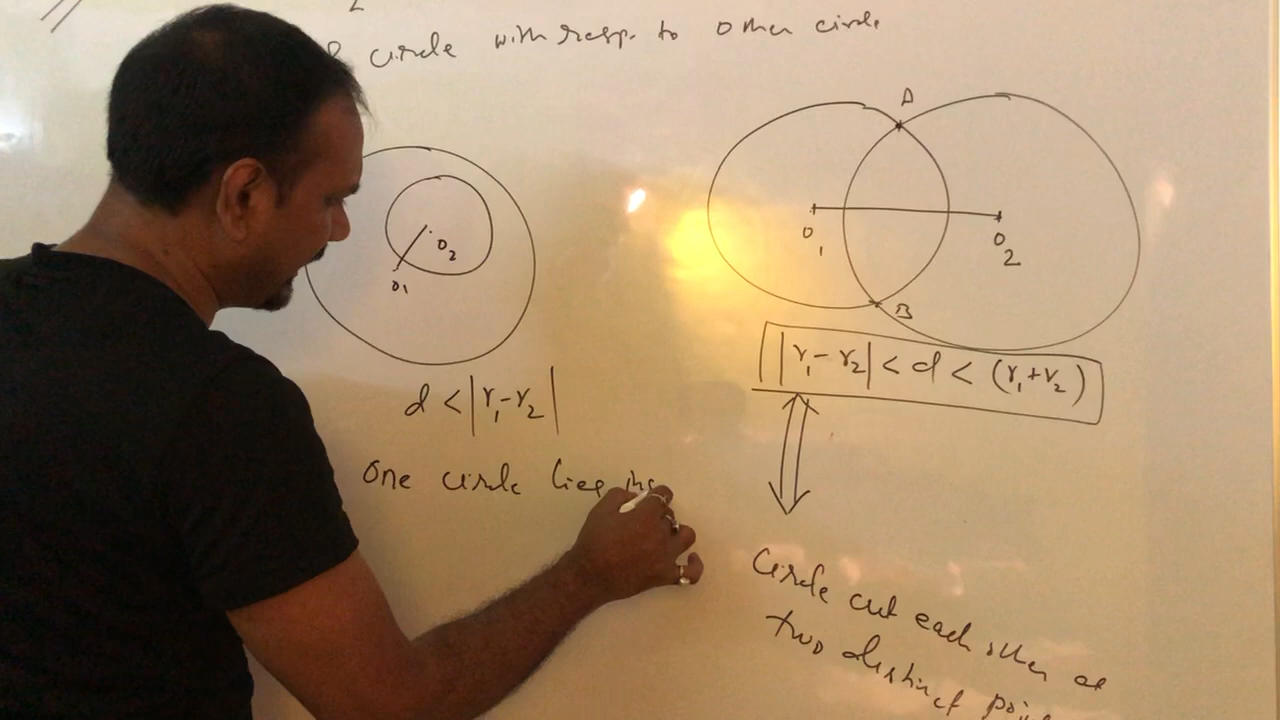 circle with resp. to other circle
A
O1
O2
B
O2
O1
|r1 - r2| < d < (r1 + r2)
d < |r1 - r2|
One circle lies ins
Circle cut each other at
two distinct poi